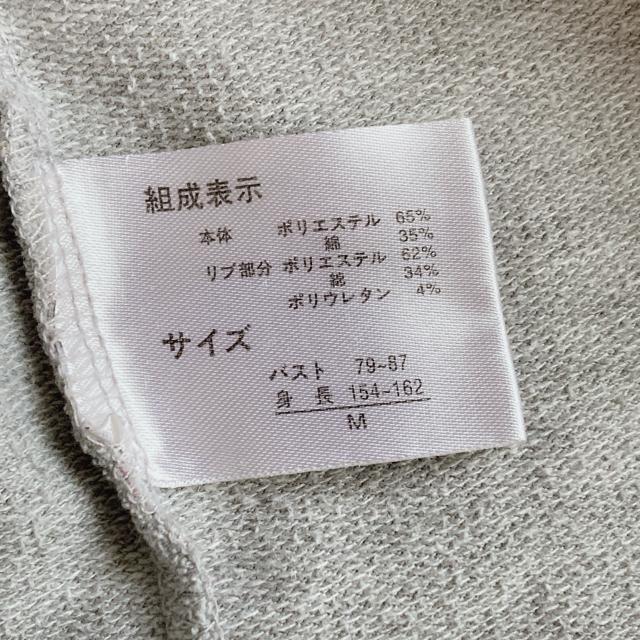 組成表示
本体 ポリエステル 65%
綿 35%
リブ部分 ポリエステル 62%
綿 34%
ポリウレタン 4%
サイズ
バスト 79~87
身長 154~162
M